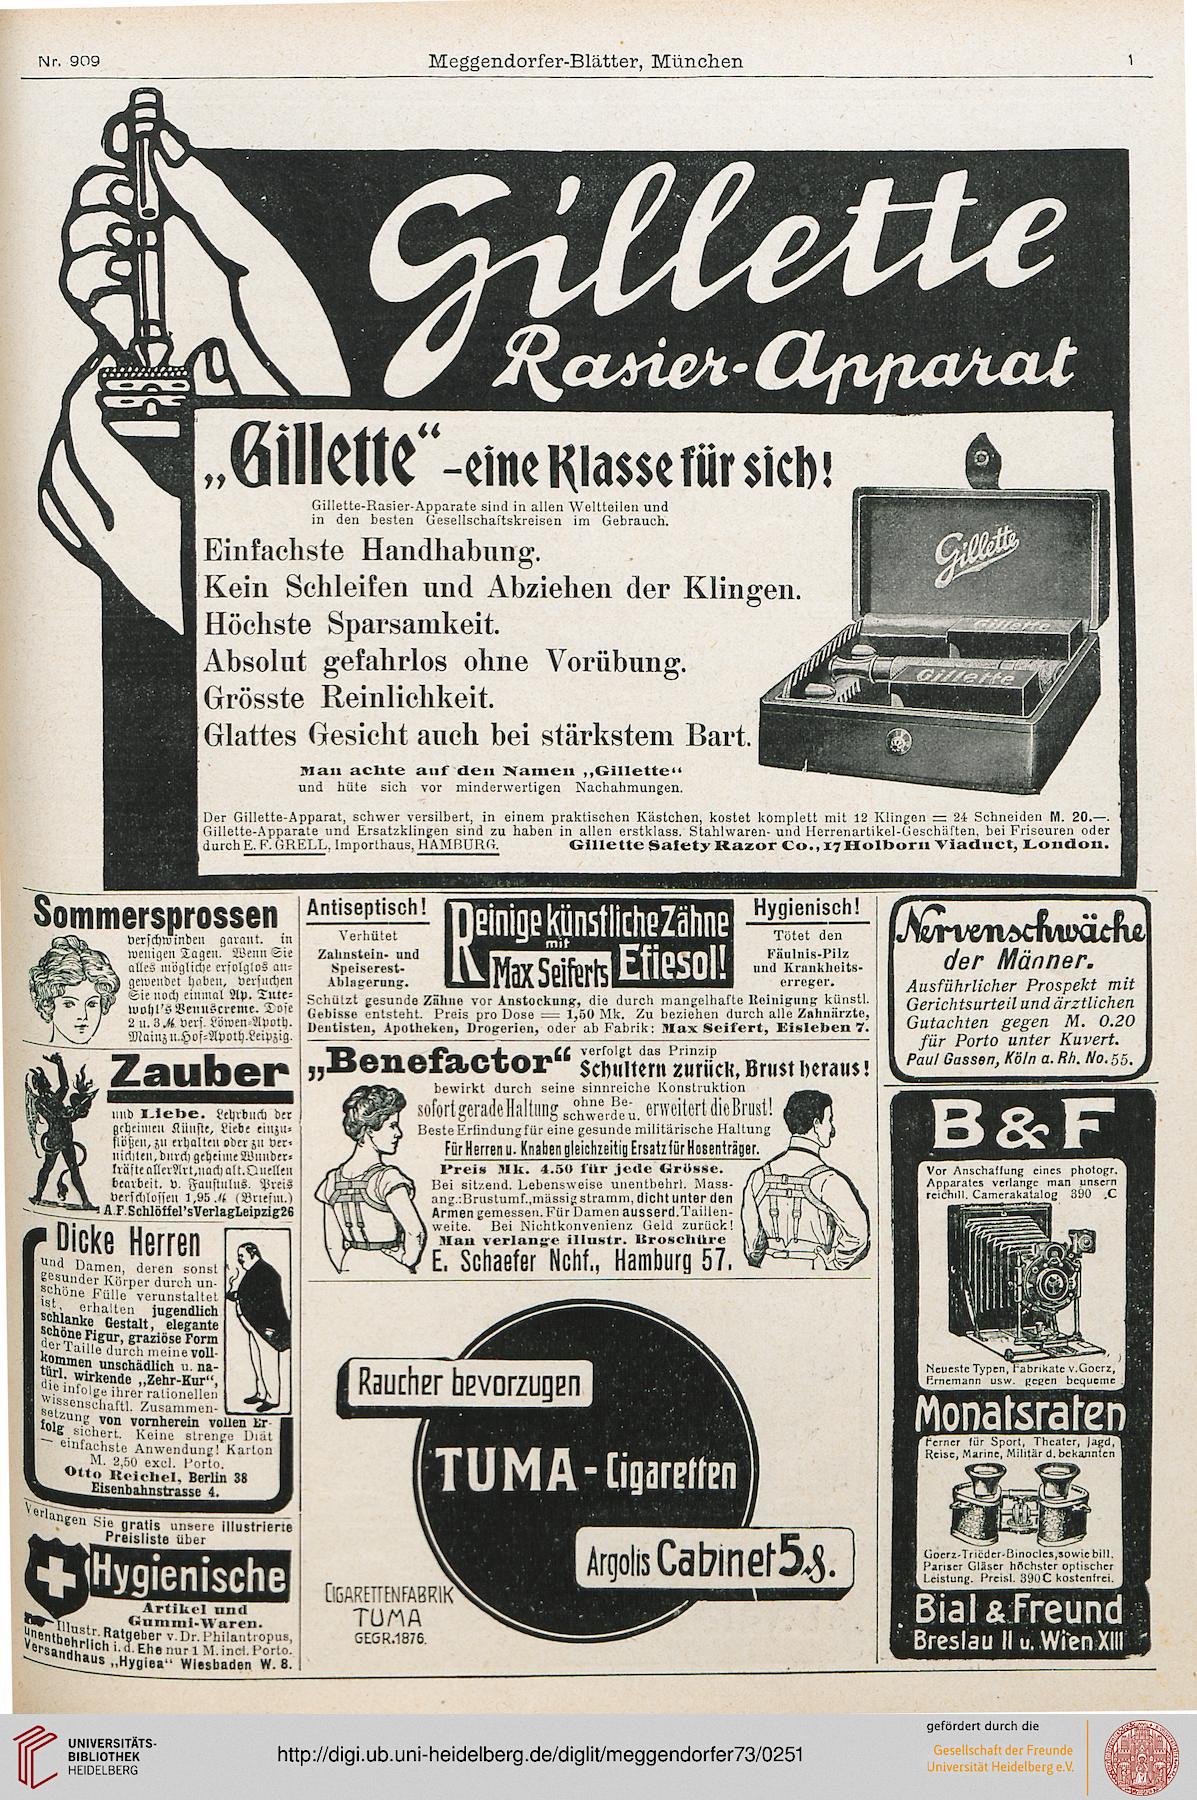 Nr. 909
Meggendorfer-Blätter, München
1
Gillette
Rasier-Apparat
„Gillette“ - eine Klasse für sich!
Gillette-Rasier-Apparate sind in allen Weltteilen und
in den besten Gesellschaftskreisen im Gebrauch.
Einfachste Handhabung.
Kein Schleifen und Abziehen der Klingen.
Höchste Sparsamkeit.
Absolut gefahrlos ohne Vorübung.
Grösste Reinlichkeit.
Glattes Gesicht auch bei stärkstem Bart.
Gillette
Gillette
Gillette
Man achte auf den Namen „Gillette“
und hüte sich vor minderwertigen Nachahmungen.
Der Gillette-Apparat, schwer versilbert, in einem praktischen Kästchen, kostet komplett mit 12 Klingen = 24 Schneiden M. 20.—.
Gillette-Apparate und Ersatzklingen sind zu haben in allen erstklass. Stahlwaren- und Herrenartikel-Geschäften, bei Friseuren oder
durch E. F. GRELL, Importhaus, HAMBURG. Gillette Safety Razor Co., 17 Holborn Viaduct, London.
Sommersprossen
verschwinden garant. in
wenigen Tagen. Wenn Sie
alles mögliche erfolglos an-
gewendet haben, versuchen
Sie noch einmal Ap. Tute-
wohl's Venuscreme. Dose
2 u. 3 M. vers. Löwen-Apoth.
Mainz u. Hof-Apoth. Leipzig.
Zauber
und Liebe. Lehrbuch der
geheimen Künste, Liebe einzu-
flößen, zu erhalten oder zu ver-
nichten, durch geheime Wunder-
kräfte aller Art, nach alt. Quellen
bearbeit. v. Faustulus. Preis
verschlossen 1,95 M. (Briefm.)
A.F. Schlöffel's Verlag Leipzig 26
Dicke Herren
und Damen, deren sonst
gesunder Körper durch un-
schöne Fülle verunstaltet
ist, erhalten jugendlich
schlanke Gestalt, elegante
schöne Figur, graziöse Form
der Taille durch meine voll-
kommen unschädlich u. na-
türl. wirkende „Zehr-Kur“,
die infolge ihrer rationellen
wissenschaftl. Zusammen-
setzung von vornherein vollen Er-
folg sichert. Keine strenge Diät
— einfachste Anwendung! Karton
M. 2,50 excl. Porto.
Otto Reichel, Berlin 38
Eisenbahnstrasse 4.
Verlangen Sie gratis unsere illustrierte
Preisliste über
Hygienische
Artikel und
Gummi-Waren.
Illustr. Ratgeber v. Dr. Philantropus,
unentbehrlich i. d. Ehe nur 1 M. incl. Porto.
Versandhaus „Hygiea“ Wiesbaden W. 8.
Antiseptisch!
Verhütet
Zahnstein- und
Speiserest-
Ablagerung.
Reinige künstliche Zähne
mit
Max Seiferts Efiesol!
Hygienisch!
Tötet den
Fäulnis-Pilz
und Krankheits-
erreger.
Schützt gesunde Zähne vor Anstockung, die durch mangelhafte Reinigung künstl.
Gebisse entsteht. Preis pro Dose = 1,50 Mk. Zu beziehen durch alle Zahnärzte,
Dentisten, Apotheken, Drogerien, oder ab Fabrik: Max Seifert, Eisleben 7.
„Benefactor“ verfolgt das Prinzip
Schultern zurück, Brust heraus!
bewirkt durch seine sinnreiche Konstruktion
sofort gerade Haltung ohne Be-
schwerde u. erweitert die Brust!
Beste Erfindung für eine gesunde militärische Haltung
Für Herren u. Knaben gleichzeitig Ersatz für Hosenträger.
Preis Mk. 4.50 für jede Grösse.
Bei sitzend. Lebensweise unentbehrl. Mass-
ang.: Brustumf., mässig stramm, dicht unter den
Armen gemessen. Für Damen ausserd. Taillen-
weite. Bei Nichtkonvenienz Geld zurück!
Man verlange illustr. Broschüre
E. Schaefer Nchf., Hamburg 57.
Raucher bevorzugen
TUMA - Cigaretten
Argolis Cabinet 5 ₰.
CIGARETTENFABRIK
TUMA
GEGR. 1876.
Nervenschwäche
der Männer.
Ausführlicher Prospekt mit
Gerichtsurteil und ärztlichen
Gutachten gegen M. 0.20
für Porto unter Kuvert.
Paul Gassen, Köln a. Rh. No. 55.
B & F
Vor Anschaffung eines photogr.
Apparates verlange man unsern
reichill. Camerakatalog 390 C
Neueste Typen, Fabrikate v. Goerz,
Ernemann usw. gegen bequeme
Monatsraten
Ferner für Sport, Theater, Jagd,
Reise, Marine, Militär d. bekannten
Goerz-Triëder-Binocles, sowie bill.
Pariser Gläser höchster optischer
Leistung. Preisl. 390 C kostenfrei.
Bial & Freund
Breslau II u. Wien XIII
UNIVERSITÄTS-
BIBLIOTHEK
HEIDELBERG
http://digi.ub.uni-heidelberg.de/diglit/meggendorfer73/0251
gefördert durch die
Gesellschaft der Freunde
Universität Heidelberg e.V.